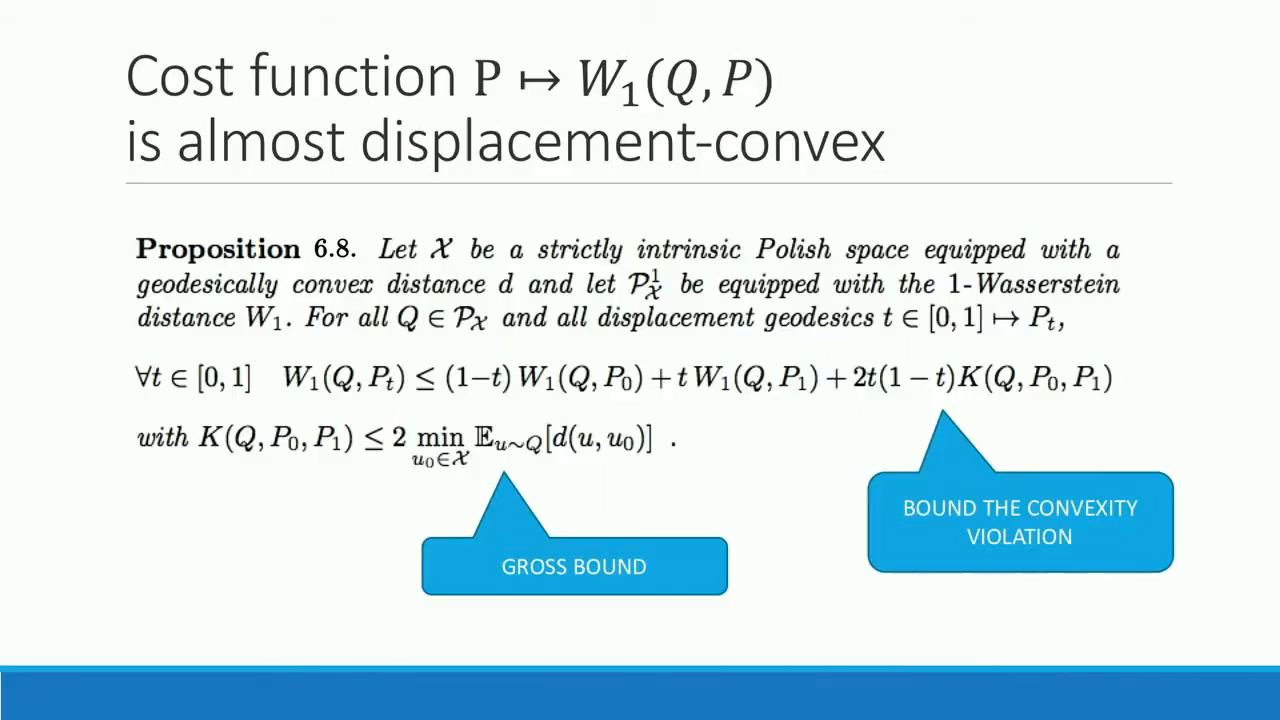 Cost function P ↦ W₁(Q, P)
is almost displacement-convex
Proposition 6.8. Let 𝒳 be a strictly intrinsic Polish space equipped with a
geodesically convex distance d and let 𝒫¹_𝒳 be equipped with the 1-Wasserstein
distance W₁. For all Q ∈ 𝒫_𝒳 and all displacement geodesics t ∈ [0, 1] ↦ Pₜ,
∀t ∈ [0, 1] W₁(Q, Pₜ) ≤ (1−t) W₁(Q, P₀) + t W₁(Q, P₁) + 2t(1 − t)K(Q, P₀, P₁)
with K(Q, P₀, P₁) ≤ 2 min_{u₀∈𝒳} 𝔼_{u∼Q}[d(u, u₀)] .
BOUND THE CONVEXITY
VIOLATION
GROSS BOUND